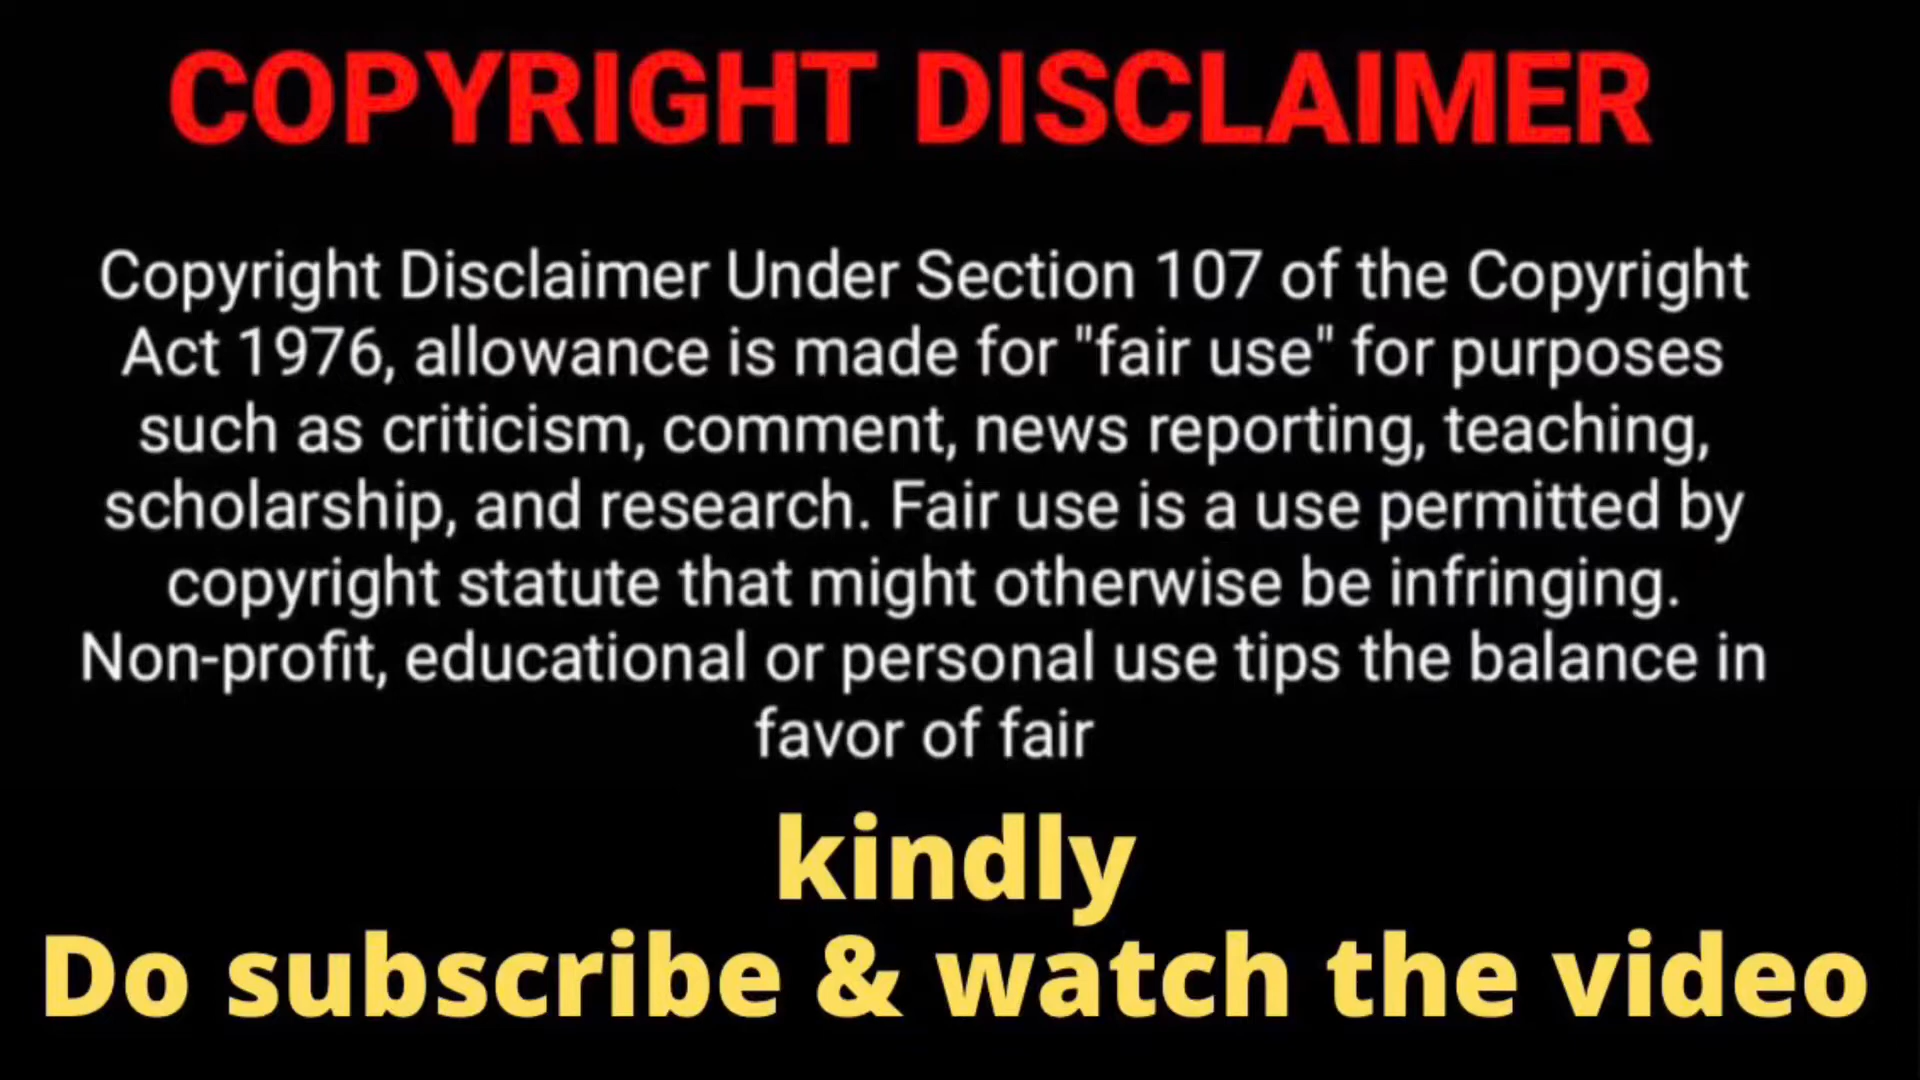 COPYRIGHT DISCLAIMER
Copyright Disclaimer Under Section 107 of the Copyright
Act 1976, allowance is made for "fair use" for purposes
such as criticism, comment, news reporting, teaching,
scholarship, and research. Fair use is a use permitted by
copyright statute that might otherwise be infringing.
Non-profit, educational or personal use tips the balance in
favor of fair
kindly
Do subscribe & watch the video